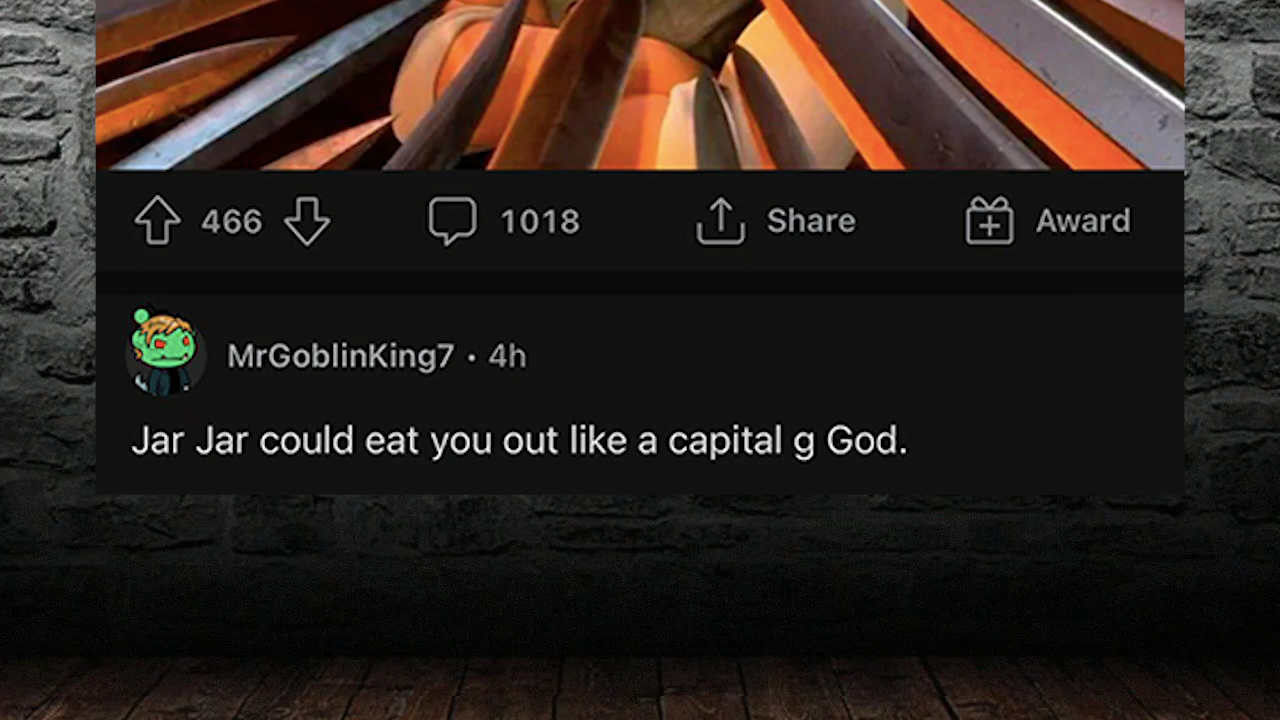 466 1018 Share Award
MrGoblinKing7 • 4h
Jar Jar could eat you out like a capital g God.